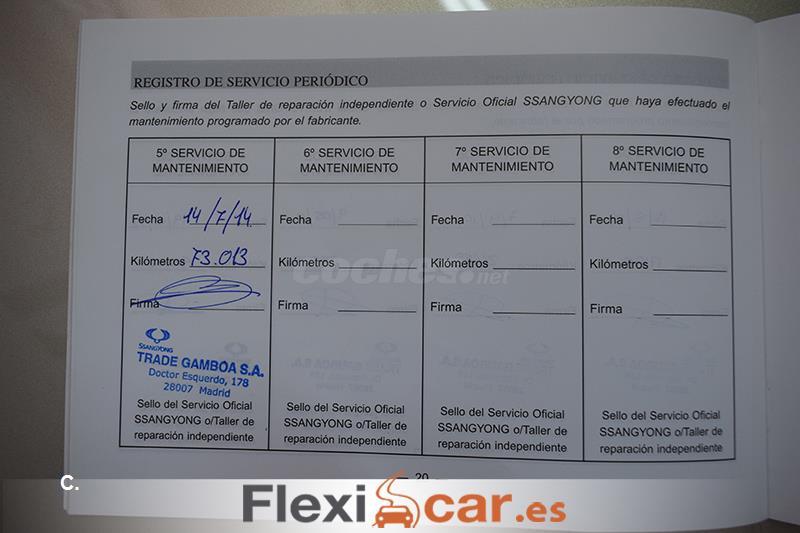 REGISTRO DE SERVICIO PERIÓDICO
Sello y firma del Taller de reparación independiente o Servicio Oficial SSANGYONG que haya efectuado el
mantenimiento programado por el fabricante.
5º SERVICIO DE
MANTENIMIENTO
Fecha 14/7/14
Kilómetros 73.013
Firma
SSANGYONG
TRADE GAMBOA S.A.
Doctor Esquerdo, 178
28007 Madrid
Sello del Servicio Oficial
SSANGYONG o/Taller de
reparación independiente
6º SERVICIO DE
MANTENIMIENTO
Fecha
Kilómetros
Firma
Sello del Servicio Oficial
SSANGYONG o/Taller de
reparación independiente
7º SERVICIO DE
MANTENIMIENTO
Fecha
Kilómetros
Firma
Sello del Servicio Oficial
SSANGYONG o/Taller de
reparación independiente
8º SERVICIO DE
MANTENIMIENTO
Fecha
Kilómetros
Firma
Sello del Servicio Oficial
SSANGYONG o/Taller de
reparación independiente
coches.net
20
C.
Flexicar.es